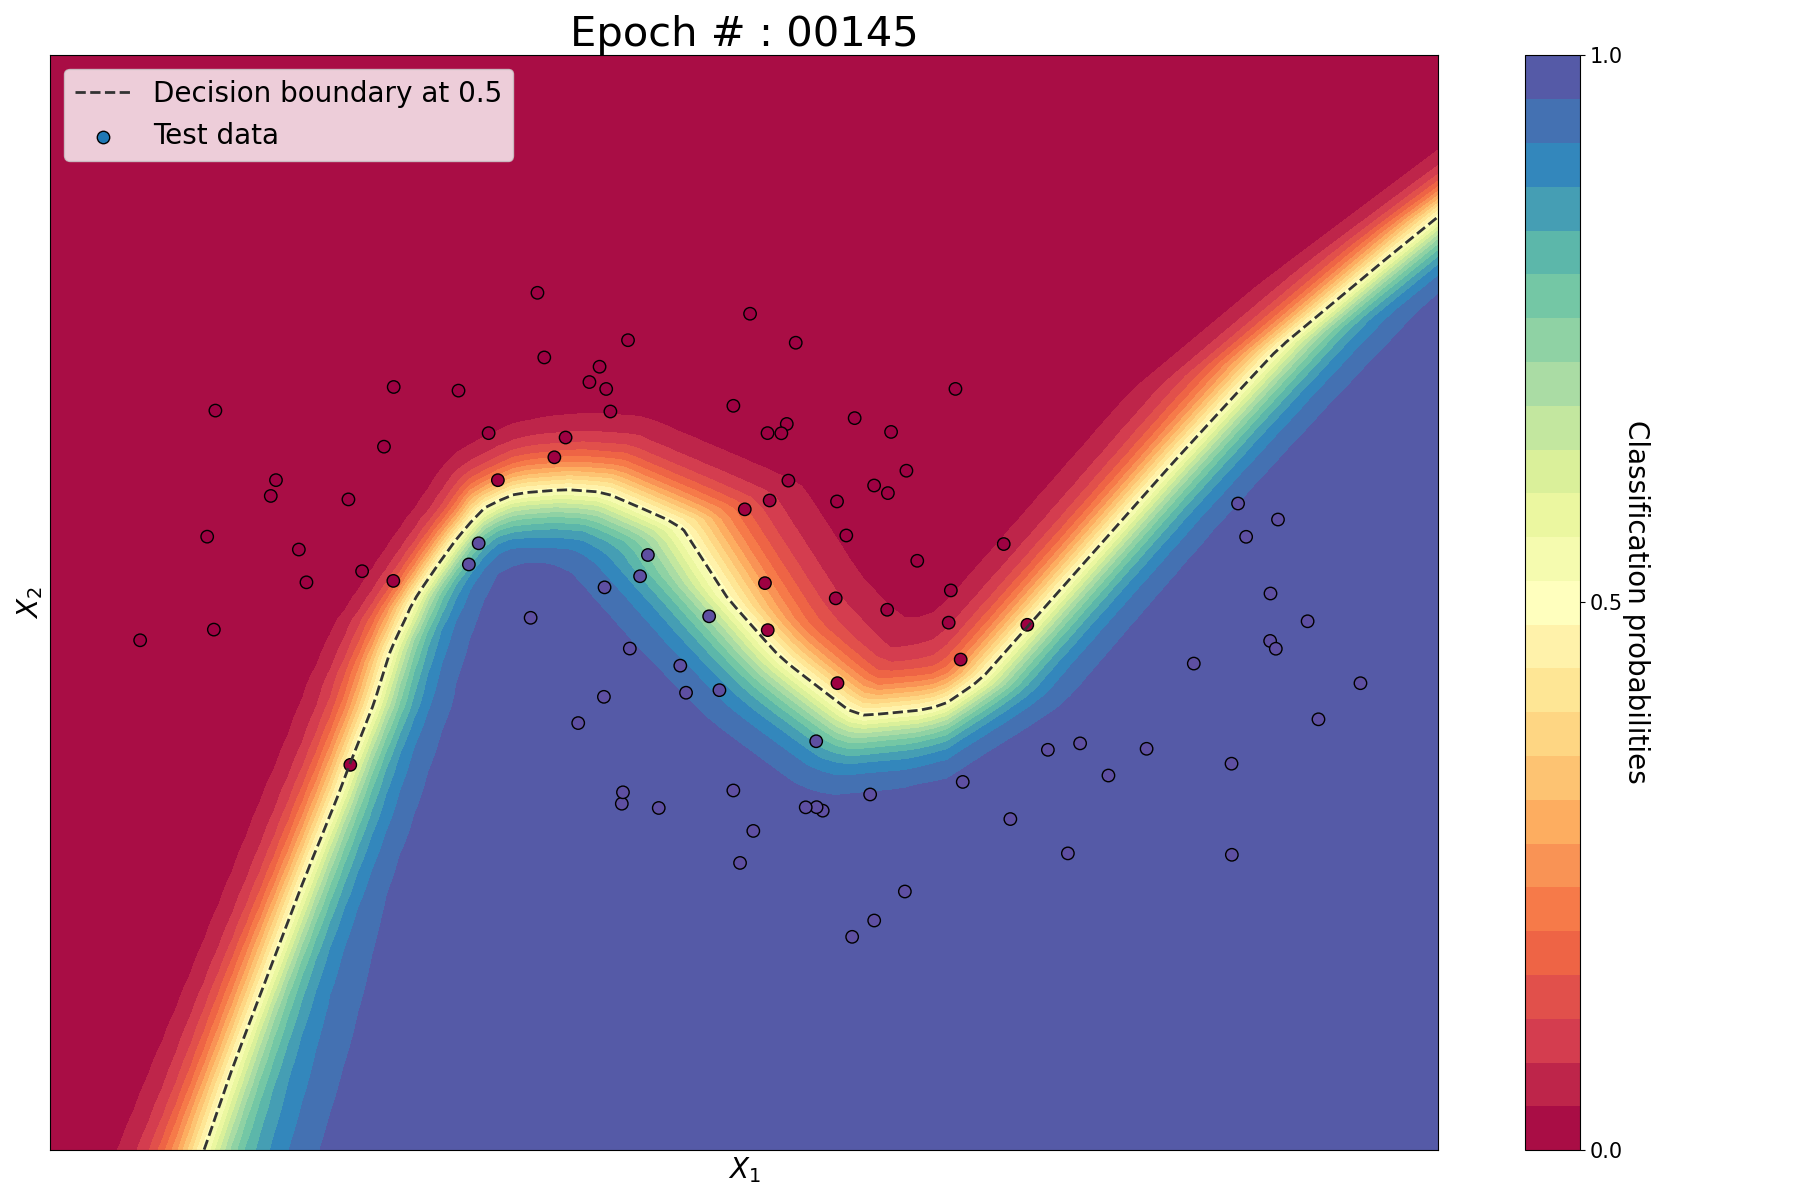 Epoch # : 00145
Decision boundary at 0.5
Test data
X₂
X₁
1.0
0.5
0.0
Classification probabilities